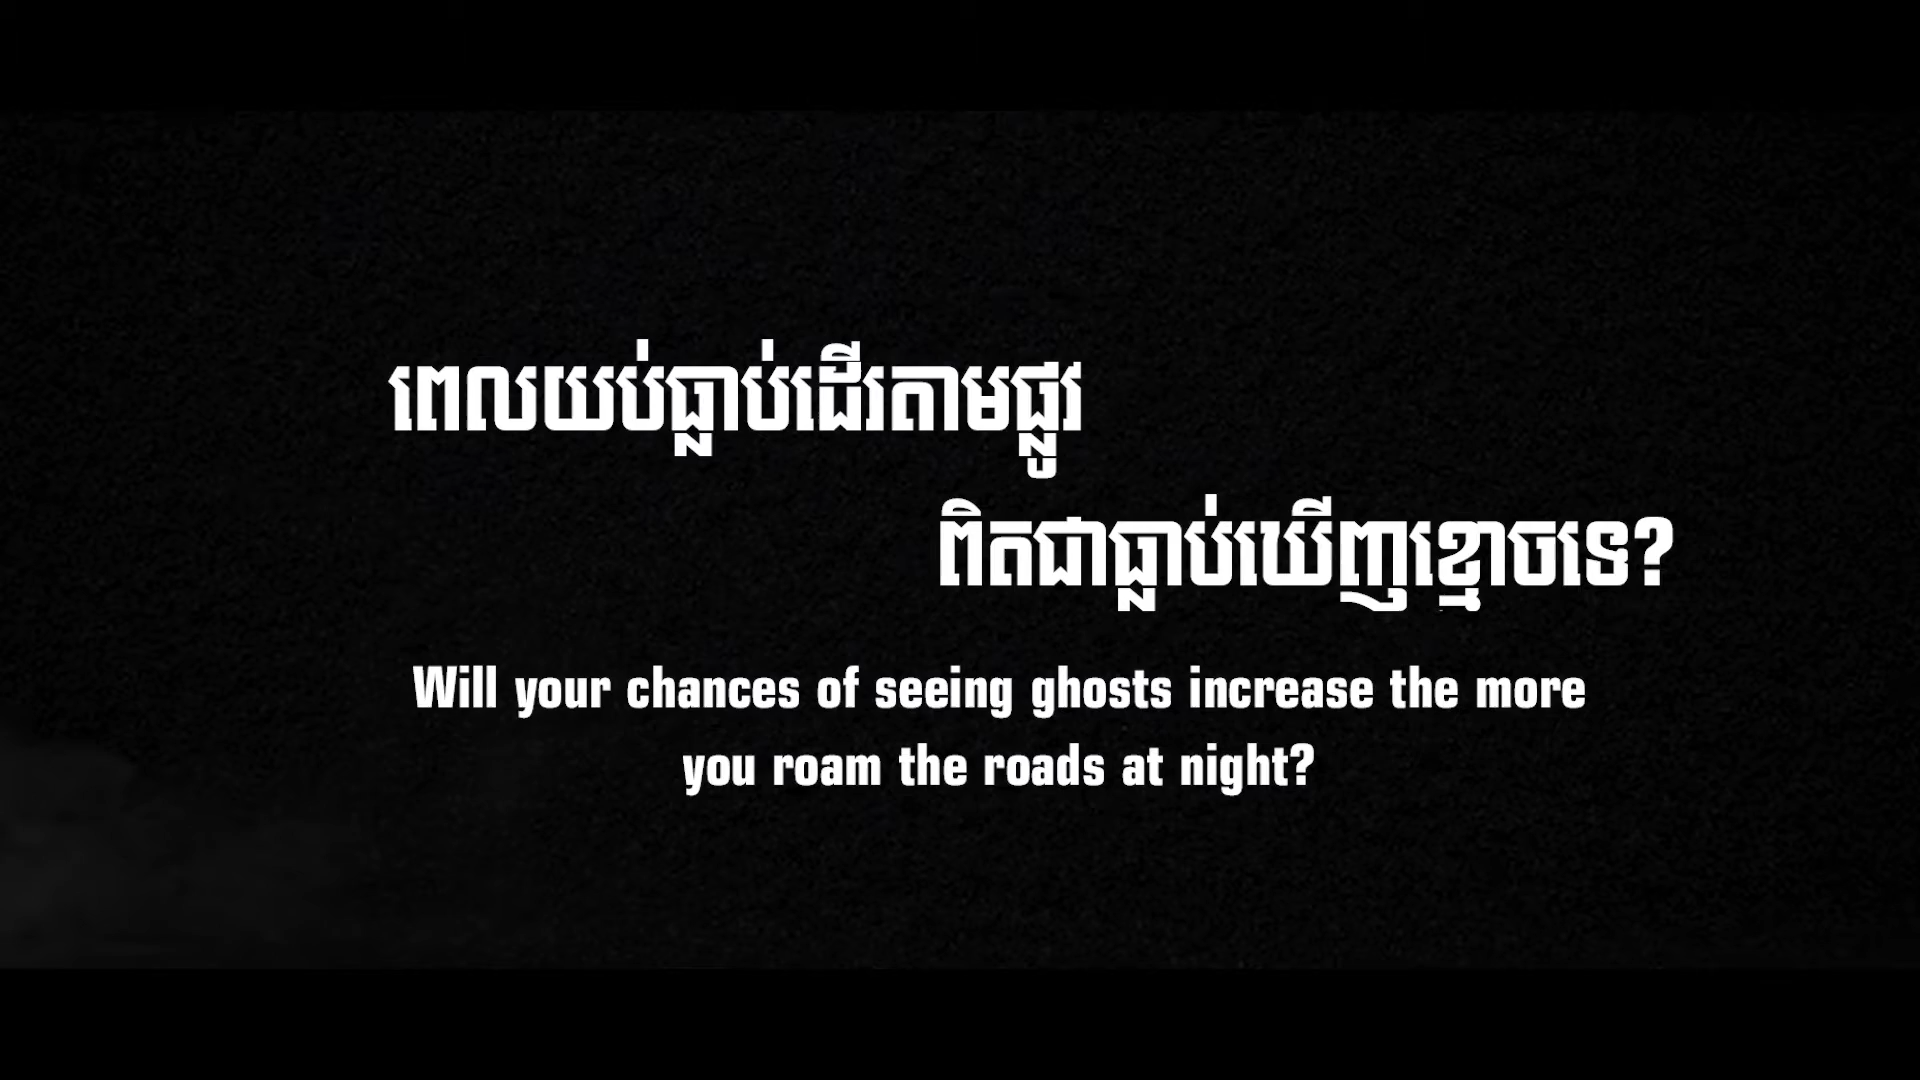 ពេលយប់ធ្លាប់ដើរតាមផ្លូវ
ពិតជាធ្លាប់ឃើញខ្មោចទេ?
Will your chances of seeing ghosts increase the more
you roam the roads at night?